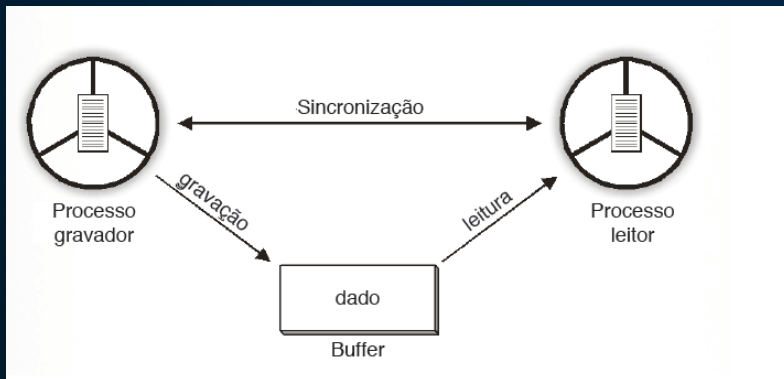 Sincronização
gravação
leitura
Processo
gravador
Processo
leitor
dado
Buffer